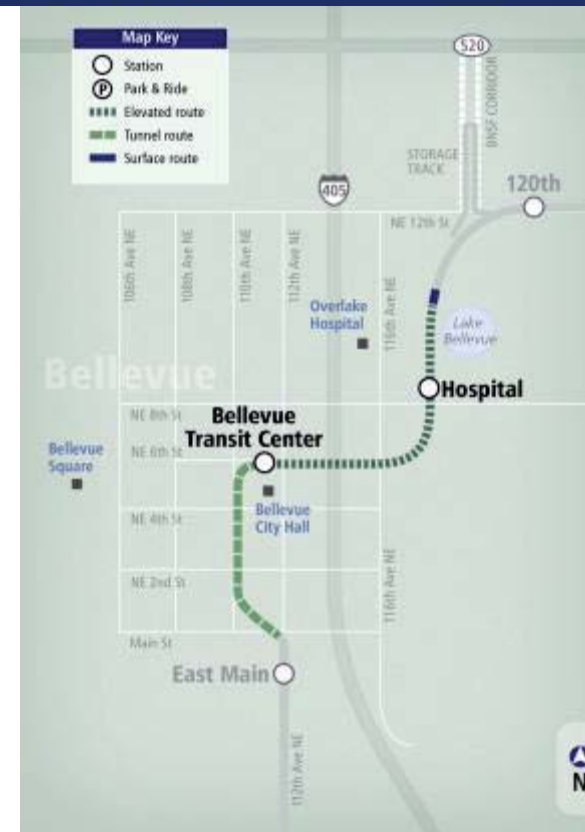 Map Key
Station
P Park & Ride
Elevated route
Tunnel route
Surface route
520
BNSF CORRIDOR
STORAGE
TRACK
405
120th
NE 12th St
106th Ave NE
108th Ave NE
110th Ave NE
112th Ave NE
116th Ave NE
Overlake
Hospital
Lake
Bellevue
Bellevue
Hospital
NE 8th St
Bellevue
Transit Center
Bellevue
Square
NE 6th St
Bellevue
City Hall
NE 4th St
NE 2nd St
116th Ave NE
Main St
East Main
112th Ave NE
N